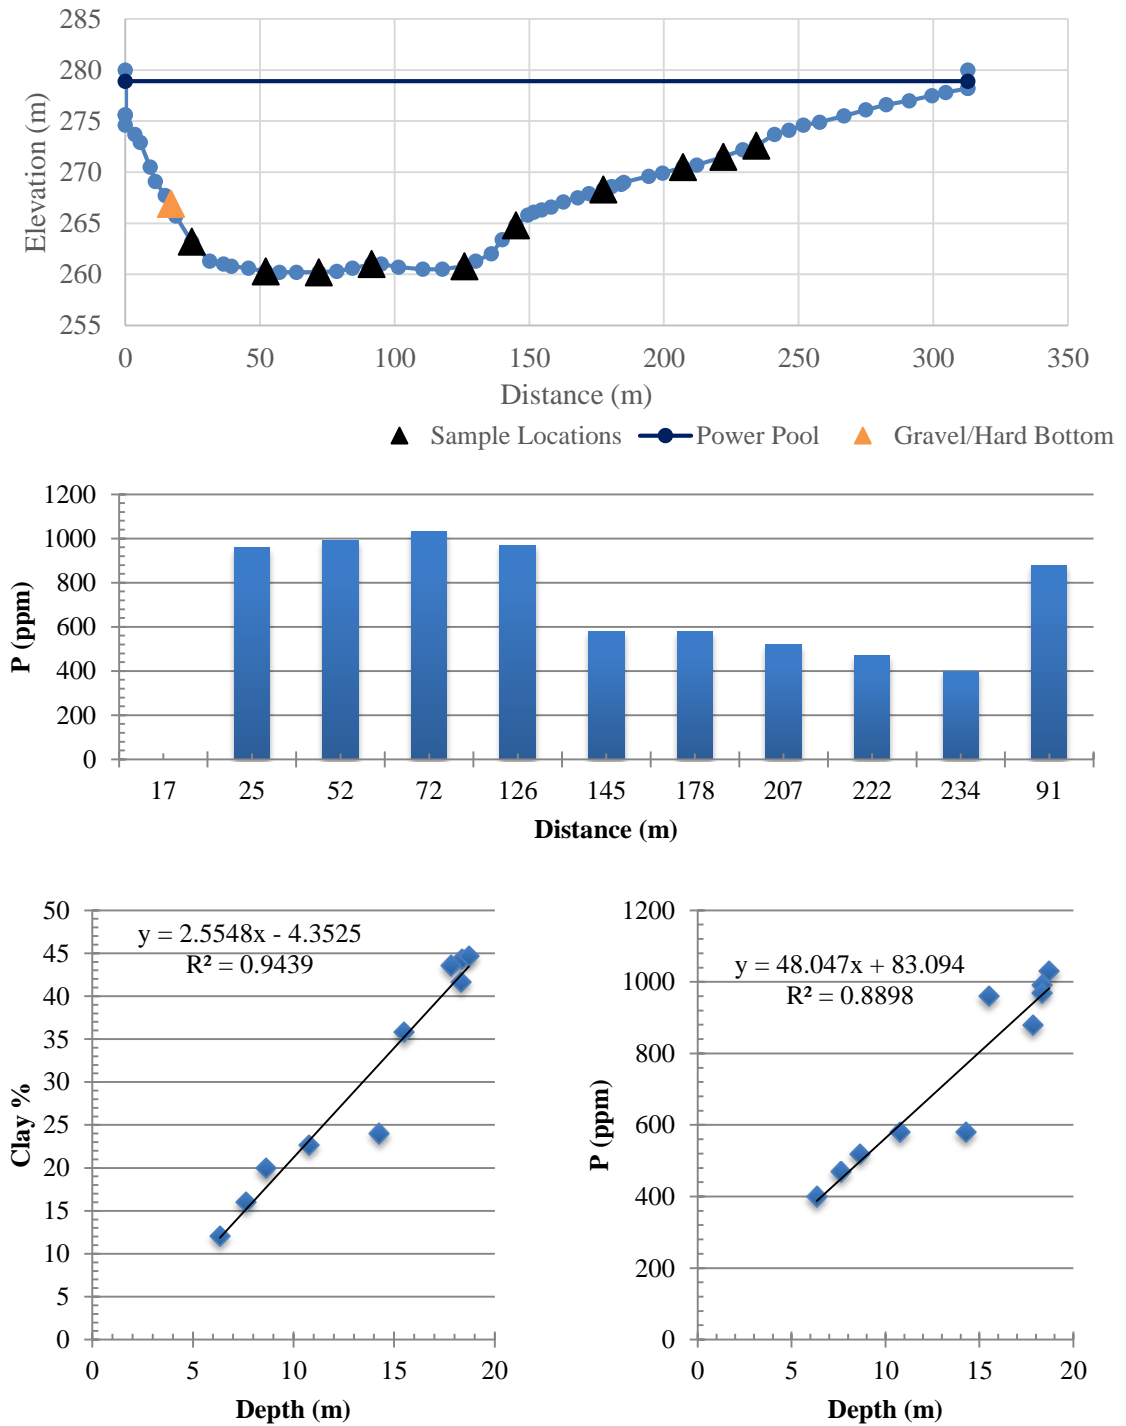 285
280
275
270
265
260
255
Elevation (m)
0 50 100 150 200 250 300 350
Distance (m)
Sample Locations Power Pool Gravel/Hard Bottom
1200
1000
800
600
400
200
0
P (ppm)
17 25 52 72 126 145 178 207 222 234 91
Distance (m)
50
45
40
35
30
25
20
15
10
5
0
Clay %
y = 2.5548x - 4.3525
R² = 0.9439
0 5 10 15 20
Depth (m)
1200
1000
800
600
400
200
0
P (ppm)
y = 48.047x + 83.094
R² = 0.8898
0 5 10 15 20
Depth (m)